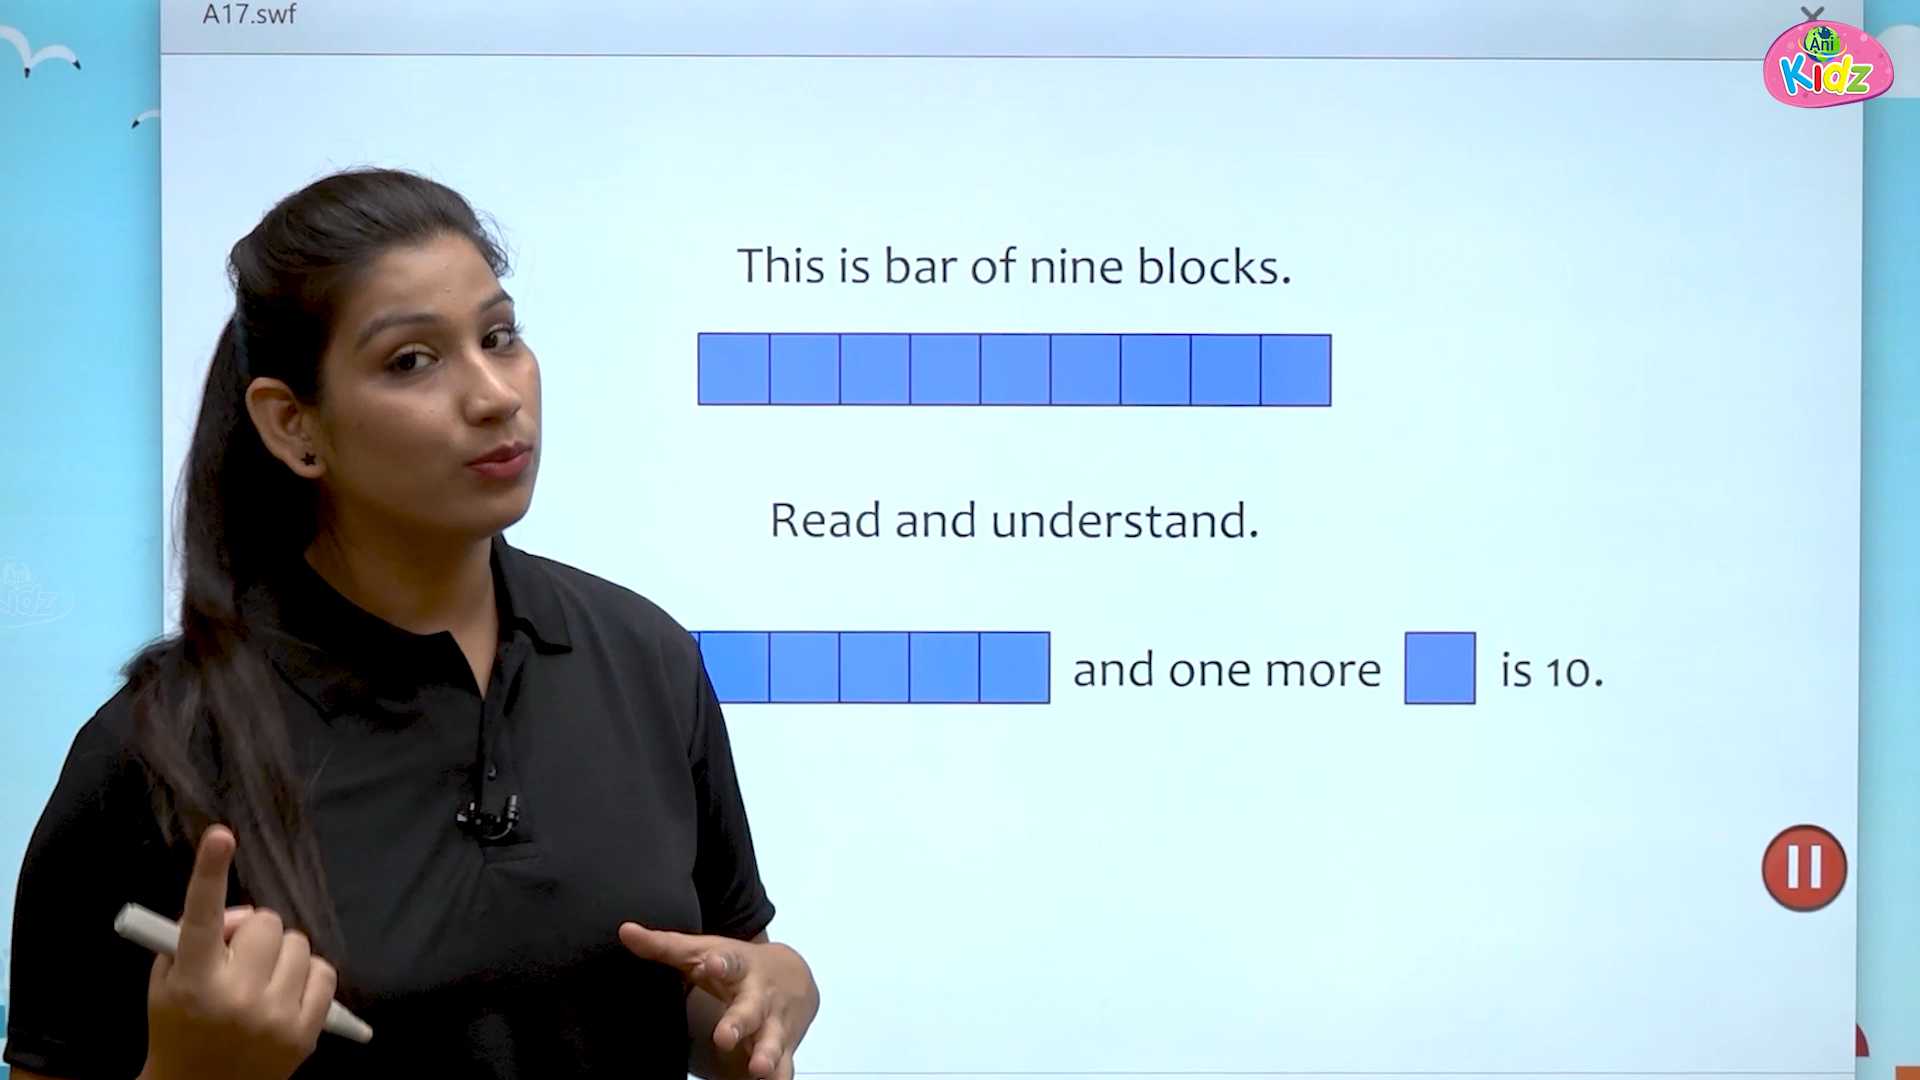 A17.swf
Ani
Kidz
This is bar of nine blocks.
Read and understand.
and one more is 10.